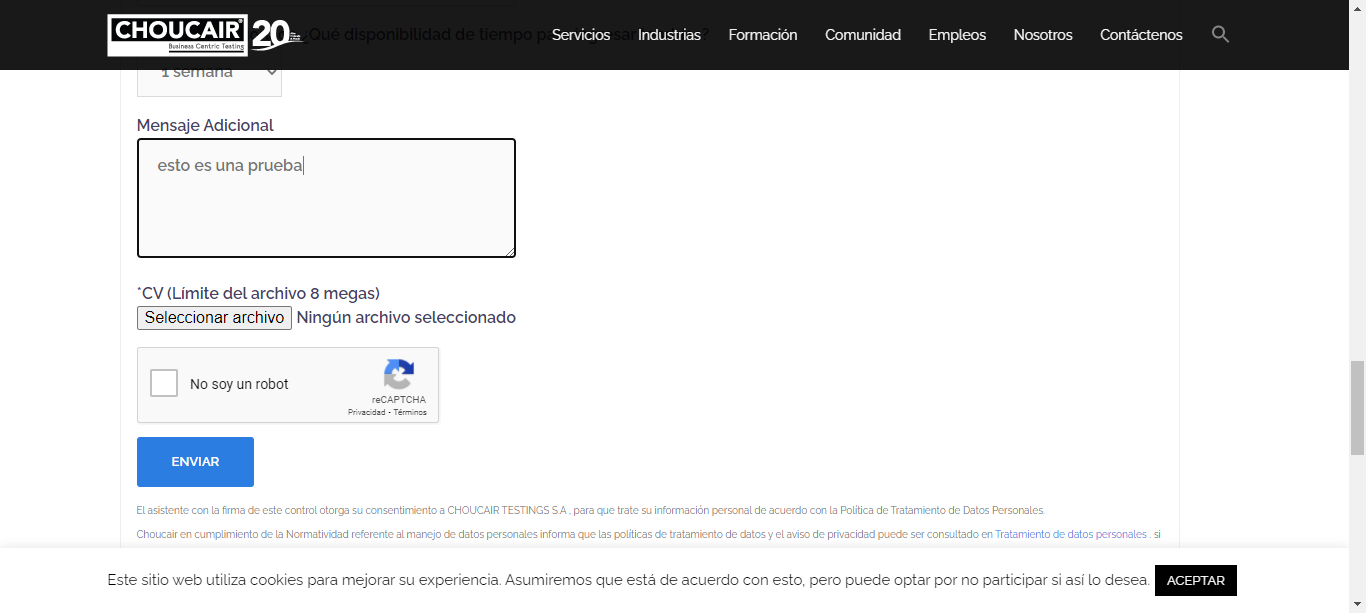 CHOUCAIR 20
Business Centric Testing
¿Qué disponibilidad de tiempo para ingresar ?
Servicios Industrias Formación Comunidad Empleos Nosotros Contáctenos
1 semana
Mensaje Adicional
esto es una prueba
*CV (Límite del archivo 8 megas)
Seleccionar archivo Ningún archivo seleccionado
No soy un robot
reCAPTCHA
Privacidad - Términos
ENVIAR
El asistente con la firma de este control otorga su consentimiento a CHOUCAIR TESTINGS S.A , para que trate su información personal de acuerdo con la Política de Tratamiento de Datos Personales.
Choucair en cumplimiento de la Normatividad referente al manejo de datos personales informa que las políticas de tratamiento de datos y el aviso de privacidad puede ser consultado en Tratamiento de datos personales . si
Este sitio web utiliza cookies para mejorar su experiencia. Asumiremos que está de acuerdo con esto, pero puede optar por no participar si así lo desea. ACEPTAR